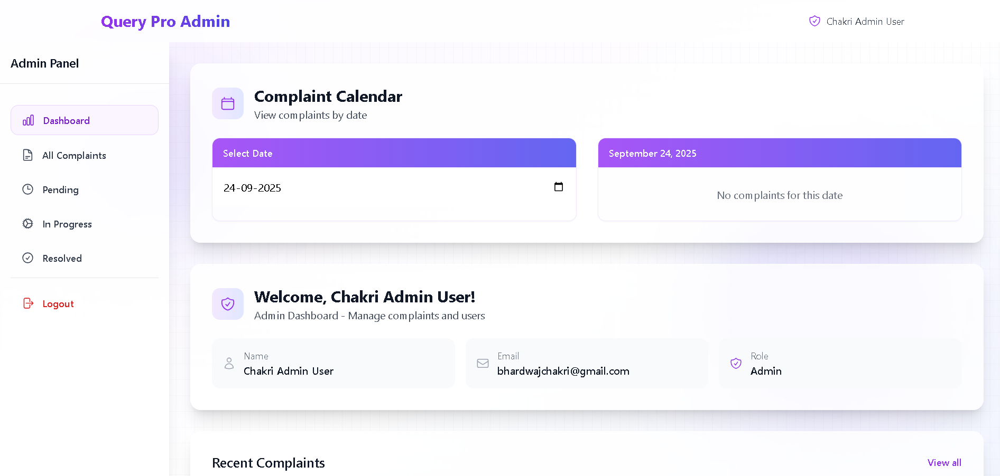 Query Pro Admin
Chakri Admin User
Admin Panel
Dashboard
All Complaints
Pending
In Progress
Resolved
Logout
Complaint Calendar
View complaints by date
Select Date
24-09-2025
September 24, 2025
No complaints for this date
Welcome, Chakri Admin User!
Admin Dashboard - Manage complaints and users
Name
Chakri Admin User
Email
bhardwajchakri@gmail.com
Role
Admin
Recent Complaints
View all